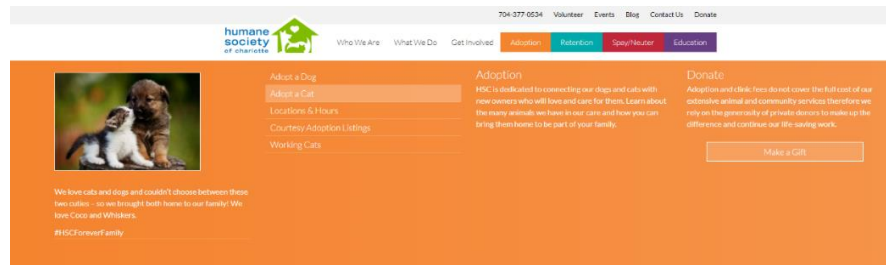 704-377-0534 Volunteer Events Blog Contact Us Donate
humane
society
of charlotte
Who We Are What We Do Get Involved Adoption Retention Spay/Neuter Education
Adopt a Dog
Adopt a Cat
Locations & Hours
Courtesy Adoption Listings
Working Cats
We love cats and dogs and couldn't choose between these
two cuties – so we brought both home to our family! We
love Coco and Whiskers.
#HSCForeverFamily
Adoption
HSC is dedicated to connecting our dogs and cats with
new owners who will love and care for them. Learn about
the many animals we have in our care and how you can
bring them home to be part of your family.
Donate
Adoption and clinic fees do not cover the full cost of our
extensive animal and community services therefore we
rely on the generosity of private donors to make up the
difference and continue our life-saving work.
Make a Gift